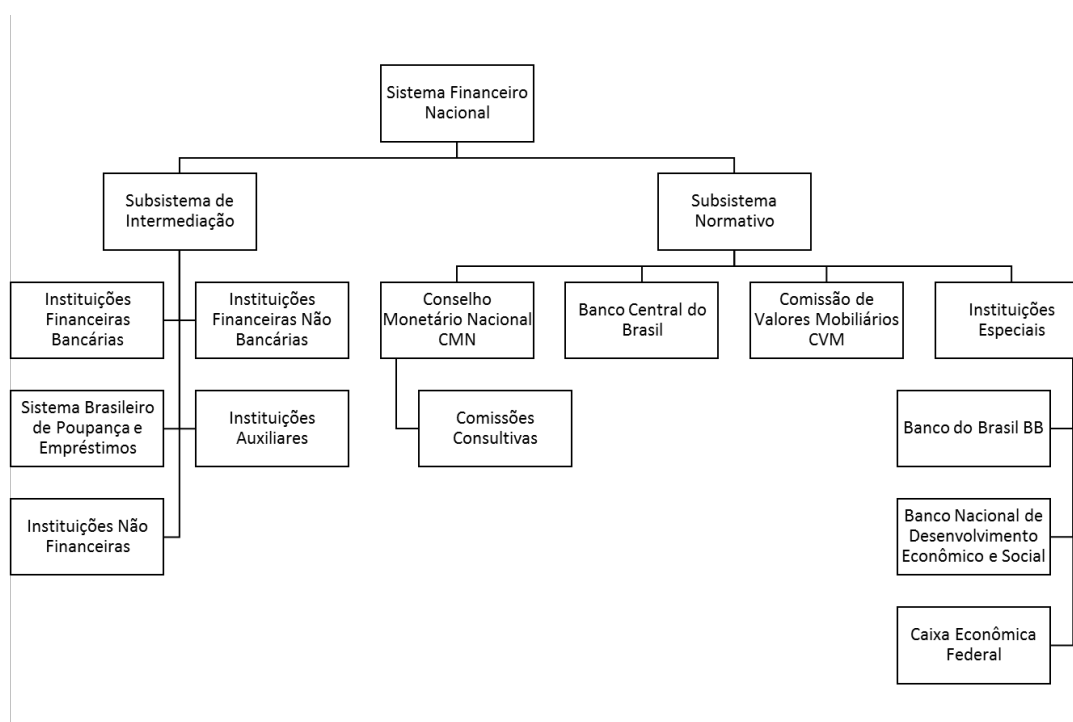 Sistema Financeiro
Nacional
Subsistema de
Intermediação
Subsistema
Normativo
Instituições
Financeiras
Bancárias
Instituições
Financeiras Não
Bancárias
Conselho
Monetário Nacional
CMN
Banco Central do
Brasil
Comissão de
Valores Mobiliários
CVM
Instituições
Especiais
Sistema Brasileiro
de Poupança e
Empréstimos
Instituições
Auxiliares
Comissões
Consultivas
Banco do Brasil BB
Instituições Não
Financeiras
Banco Nacional de
Desenvolvimento
Econômico e Social
Caixa Econômica
Federal